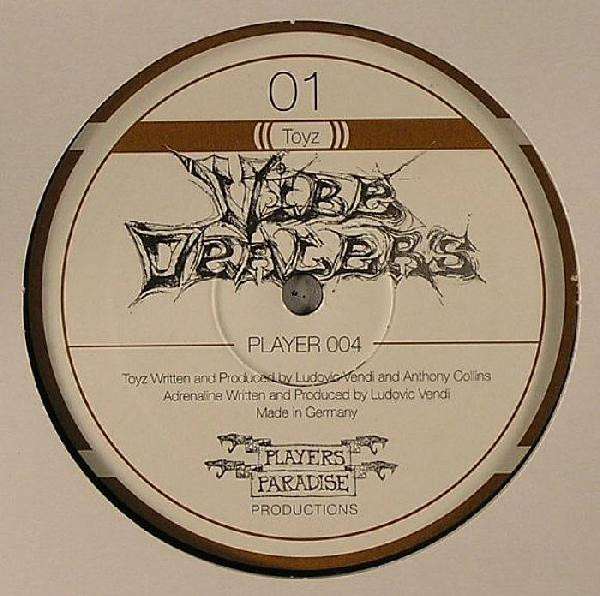 01
Toyz
VIBE
DEALERS
PLAYER 004
Toyz Written and Produced by Ludovic Vendi and Anthony Collins
Adrenaline Written and Produced by Ludovic Vendi
Made in Germany
PLAYERS
PARADISE
PRODUCTIONS